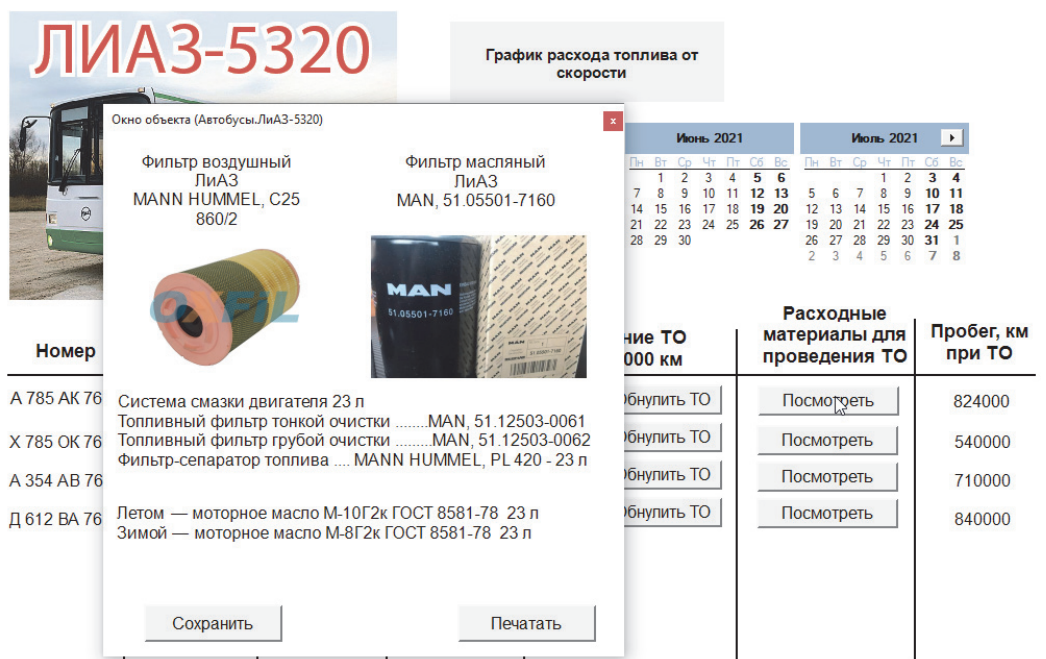 ЛИАЗ-5320
График расхода топлива от
скорости
Окно объекта (Автобусы.ЛиАЗ-5320)
x
Фильтр воздушный
ЛиАЗ
MANN HUMMEL, C25
860/2
Фильтр масляный
ЛиАЗ
MAN, 51.05501-7160
MAN
51.05501-7160
Система смазки двигателя 23 л
Топливный фильтр тонкой очистки ........MAN, 51.12503-0061
Топливный фильтр грубой очистки .........MAN, 51.12503-0062
Фильтр-сепаратор топлива .... MANN HUMMEL, PL 420 - 23 л
Летом — моторное масло М-10Г2к ГОСТ 8581-78 23 л
Зимой — моторное масло М-8Г2к ГОСТ 8581-78 23 л
Сохранить
Печатать
Июнь 2021
Пн Вт Ср Чт Пт Сб Вс
1 2 3 4 5 6
7 8 9 10 11 12 13
14 15 16 17 18 19 20
21 22 23 24 25 26 27
28 29 30
Июль 2021
Пн Вт Ср Чт Пт Сб Вс
1 2 3 4
5 6 7 8 9 10 11
12 13 14 15 16 17 18
19 20 21 22 23 24 25
26 27 28 29 30 31 1
2 3 4 5 6 7 8
Номер
ТО
000 км
Расходные
материалы для
проведения ТО
Пробег, км
при ТО
А 785 АК 76
Обнулить ТО
Посмотреть
824000
Х 785 ОК 76
Обнулить ТО
Посмотреть
540000
А 354 АВ 76
Обнулить ТО
Посмотреть
710000
Д 612 ВА 76
Обнулить ТО
Посмотреть
840000